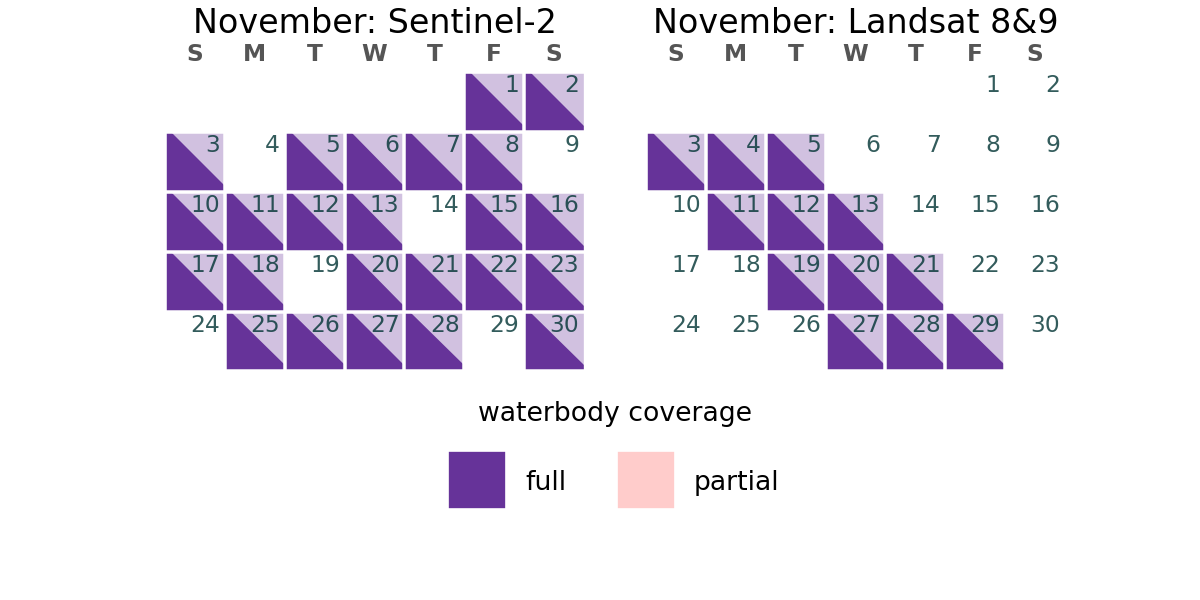 November: Sentinel-2
S M T W T F S
1 2
3 4 5 6 7 8 9
10 11 12 13 14 15 16
17 18 19 20 21 22 23
24 25 26 27 28 29 30
November: Landsat 8&9
S M T W T F S
1 2
3 4 5 6 7 8 9
10 11 12 13 14 15 16
17 18 19 20 21 22 23
24 25 26 27 28 29 30
waterbody coverage
full partial